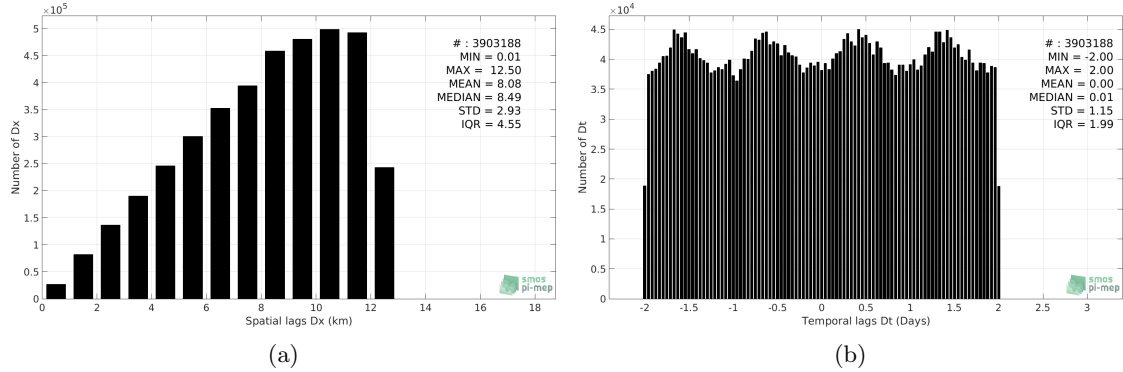 ×10⁵
5
4.5
4
3.5
3
2.5
2
1.5
1
0.5
0
Number of Dx
# : 3903188
MIN = 0.01
MAX = 12.50
MEAN = 8.08
MEDIAN = 8.49
STD = 2.93
IQR = 4.55
smos
pi-mep
0 2 4 6 8 10 12 14 16 18
Spatial lags Dx (km)
(a)
×10⁴
4.5
4
3.5
3
2.5
2
1.5
1
0.5
0
Number of Dt
# : 3903188
MIN = -2.00
MAX = 2.00
MEAN = 0.00
MEDIAN = 0.01
STD = 1.15
IQR = 1.99
smos
pi-mep
-2 -1.5 -1 -0.5 0 0.5 1 1.5 2 2.5 3
Temporal lags Dt (Days)
(b)